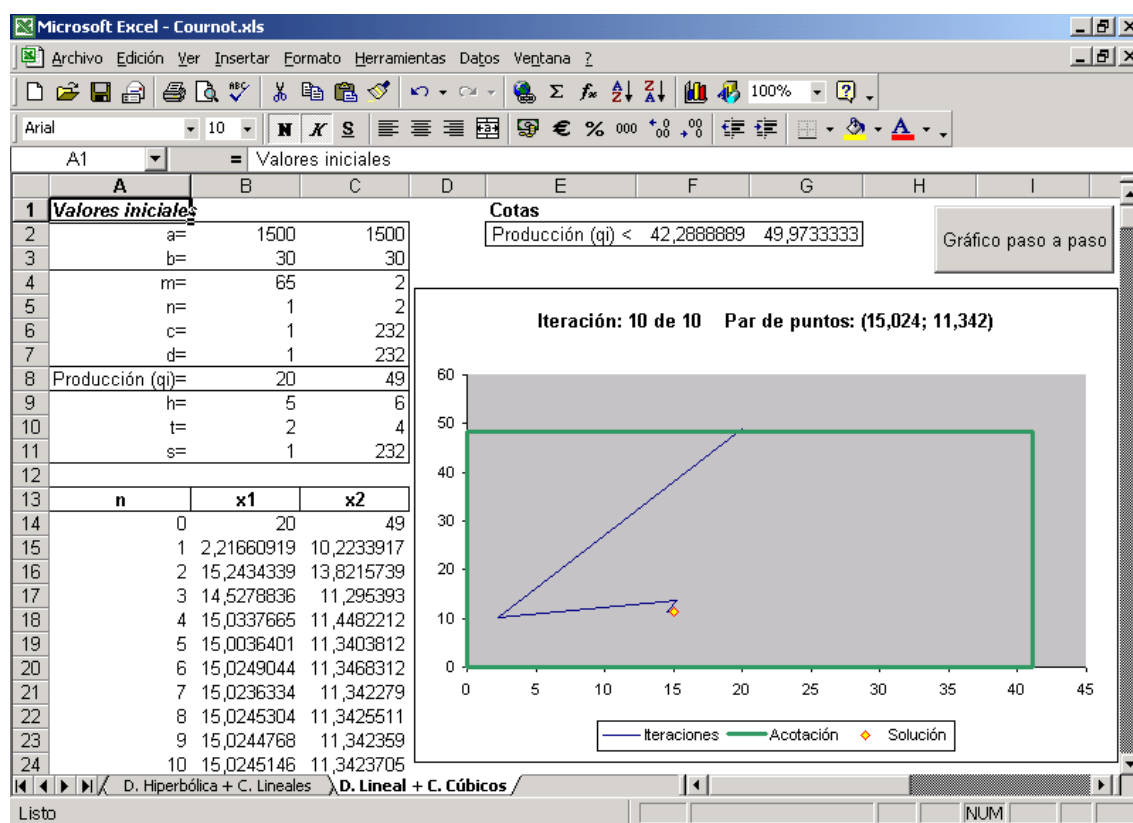 Microsoft Excel - Cournot.xls
Archivo Edición Ver Insertar Formato Herramientas Datos Ventana ?
100%
Arial 10 N K S € % 000
A1 = Valores iniciales
A B C D E F G H I
1 Valores iniciales Cotas
2 a= 1500 1500 Producción (qi) < 42,2888889 49,9733333
Gráfico paso a paso
3 b= 30 30
4 m= 65 2
5 n= 1 2
6 c= 1 232
7 d= 1 232
8 Producción (qi)= 20 49
9 h= 5 6
10 t= 2 4
11 s= 1 232
12
13 n x1 x2
14 0 20 49
15 1 2,21660919 10,2233917
16 2 15,2434339 13,8215739
17 3 14,5278836 11,295393
18 4 15,0337665 11,4482212
19 5 15,0036401 11,3403812
20 6 15,0249044 11,3468312
21 7 15,0236334 11,342279
22 8 15,0245304 11,3425511
23 9 15,0244768 11,342359
24 10 15,0245146 11,3423705
Iteración: 10 de 10 Par de puntos: (15,024; 11,342)
60
50
40
30
20
10
0
0 5 10 15 20 25 30 35 40 45
Iteraciones Acotación Solución
D. Hiperbólica + C. Lineales D. Lineal + C. Cúbicos
Listo NUM